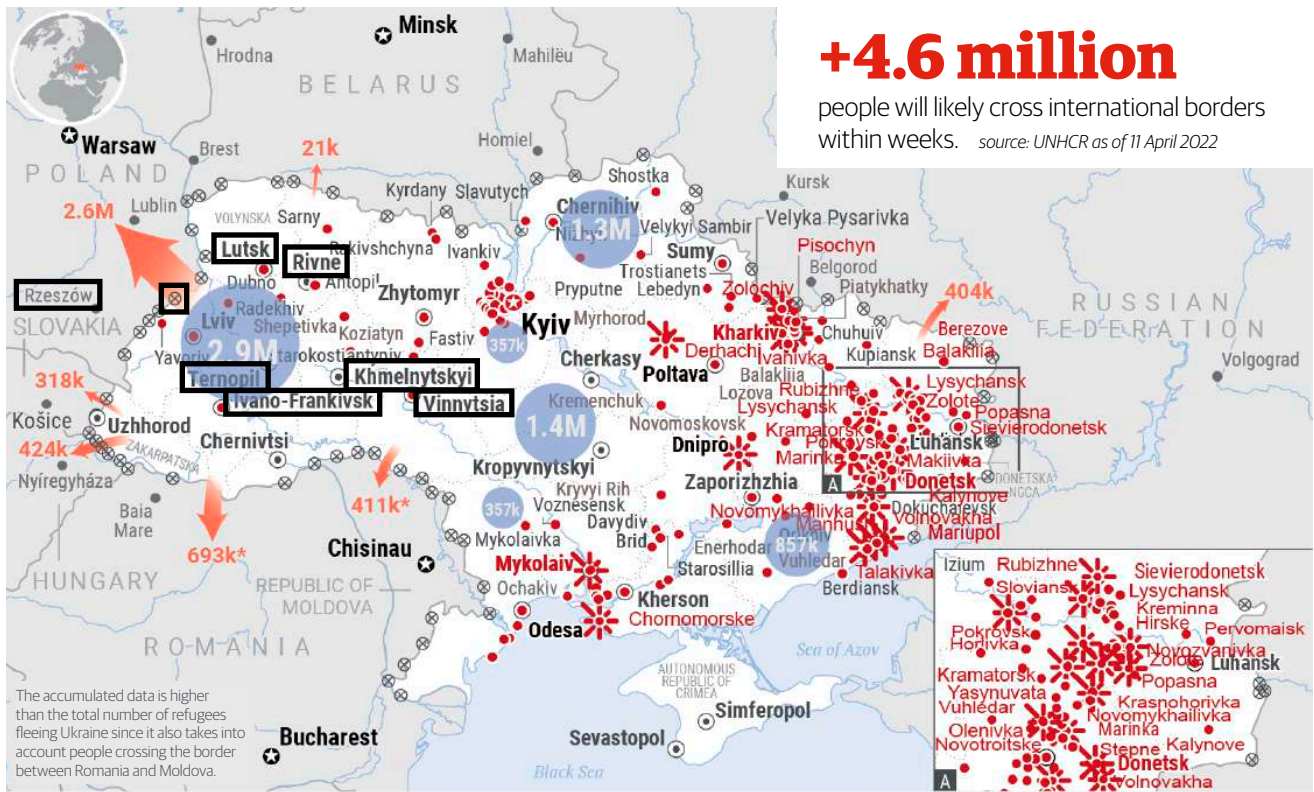 +4.6 million
people will likely cross international borders
within weeks. source: UNHCR as of 11 April 2022
Minsk
Hrodna
Mahilëu
BELARUS
Warsaw
POLAND
Brest
21k
Homiel
Shostka
Kursk
2.6M
Lublin
Kyrdany
Slavutych
Chernihiv
1.3M
VOLYNSKA
Sarny
Velykyi Sambir
Velyka Pysarivka
Lutsk
Rivne
Rakivshchyna
Ivankiv
Sumy
Pisochyn
Belgorod
Trostianets
Piatykhatky
Dubno
Antopil
Zhytomyr
Pryputne
Lebedyn
Zolochiv
404k
RUSSIAN
FEDERATION
Rzeszów
SLOVAKIA
Radekhiv
Lviv
Shepetivka
Koziatyn
Fastiv
Kyiv
Myrhorod
Kharkiv
Chuhuiv
Berezove
Volgograd
Yavoriv
2.9M
357k
Cherkasy
Derhachi
Ivanivka
Kupiansk
Balakliia
Poltava
Balakliia
318k
Ternopil
Khmelnytskyi
Lozova
Rubizhne
Lysychansk
Lysychansk
Zolote
Košice
Ivano-Frankivsk
Vinnytsia
Kremenchuk
Popasna
Sievierodonetsk
Uzhhorod
1.4M
Novomoskovsk
Kramatorsk
Luhansk
424k
ZAKARPATSKA
Chernivtsi
Dnipro
Pokrovsk
Marinka
Makiivka
Nyíregyháza
Kropyvnytskyi
Zaporizhzhia
A
Donetsk
DONETSKA
NGCA
Baia
Mare
411k*
Kryvyi Rih
357k
Voznesensk
Kalynove
Novomykhailivka
Dokuchaievsk
Davydiv
Brid
Manhush
Volnovakha
693k*
Chisinau
Mykolaivka
Enerhodar
857k
Vuhledar
Mariupol
HUNGARY
REPUBLIC OF
MOLDOVA
Mykolaiv
Starosillia
Talakivka
Ochakiv
Kherson
Berdiansk
Odesa
Chornomorske
ROMANIA
Sea of Azov
AUTONOMOUS
REPUBLIC OF
CRIMEA
Simferopol
Sevastopol
Bucharest
Black Sea
The accumulated data is higher
than the total number of refugees
fleeing Ukraine since it also takes into
account people crossing the border
between Romania and Moldova.
Izium
Rubizhne
Sievierodonetsk
Sloviansk
Lysychansk
Kreminna
Hirske
Pervomaisk
Pokrovsk
Horlivka
Novozvanivka
Zolote
Luhansk
Kramatorsk
Popasna
Yasynuvata
Krasnohorivka
Vuhledar
Novomykhailivka
Olenivka
Marinka
Novotroitske
Stepne
Kalynove
Donetsk
A
Volnovakha